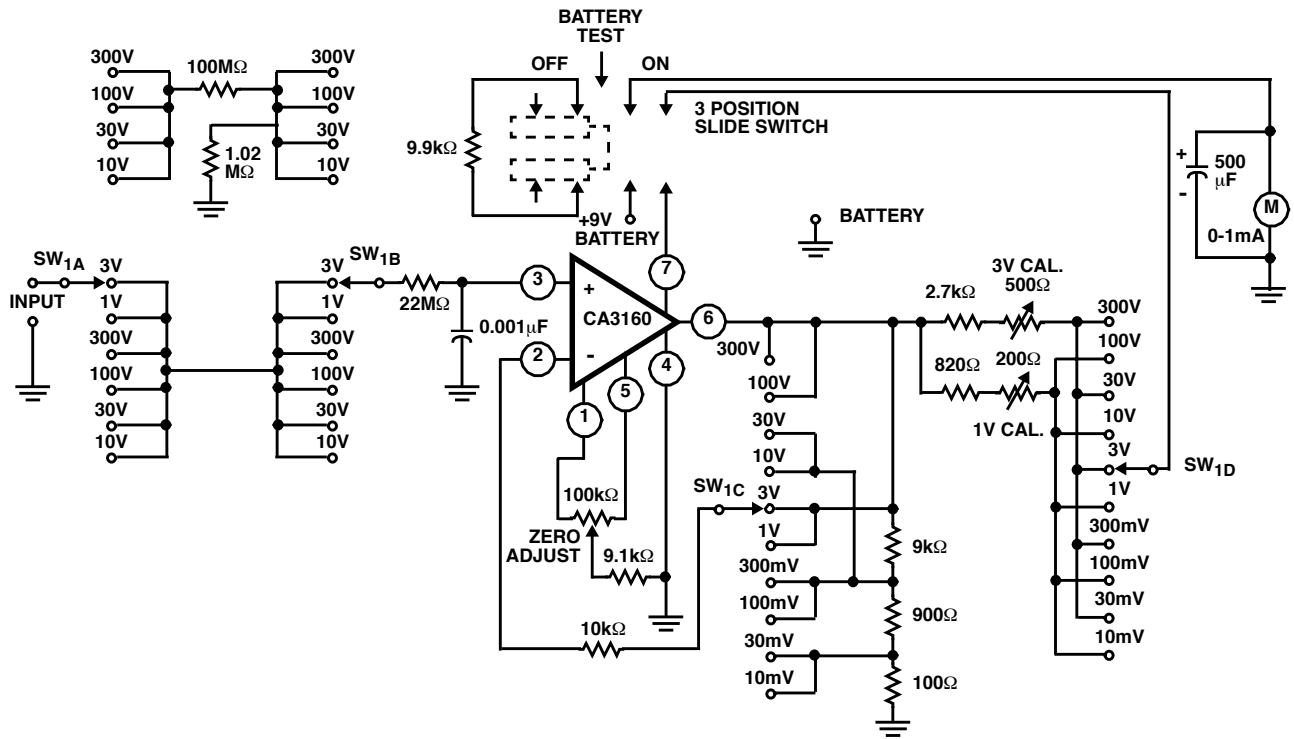 BATTERY
TEST
OFF
ON
3 POSITION
SLIDE SWITCH
9.9kΩ
+9V
BATTERY
BATTERY
300V
100V
30V
10V
100MΩ
1.02
MΩ
300V
100V
30V
10V
+
500
μF
-
M
0-1mA
SW1A
INPUT
3V
1V
300V
100V
30V
10V
3V
1V
300V
100V
30V
10V
SW1B
22MΩ
0.001μF
3
2
+
-
CA3160
7
6
4
5
1
100kΩ
ZERO
ADJUST
9.1kΩ
10kΩ
SW1C
300V
100V
30V
10V
3V
1V
300mV
100mV
30mV
10mV
9kΩ
900Ω
100Ω
2.7kΩ
3V CAL.
500Ω
820Ω
200Ω
1V CAL.
300V
100V
30V
10V
3V
1V
300mV
100mV
30mV
10mV
SW1D